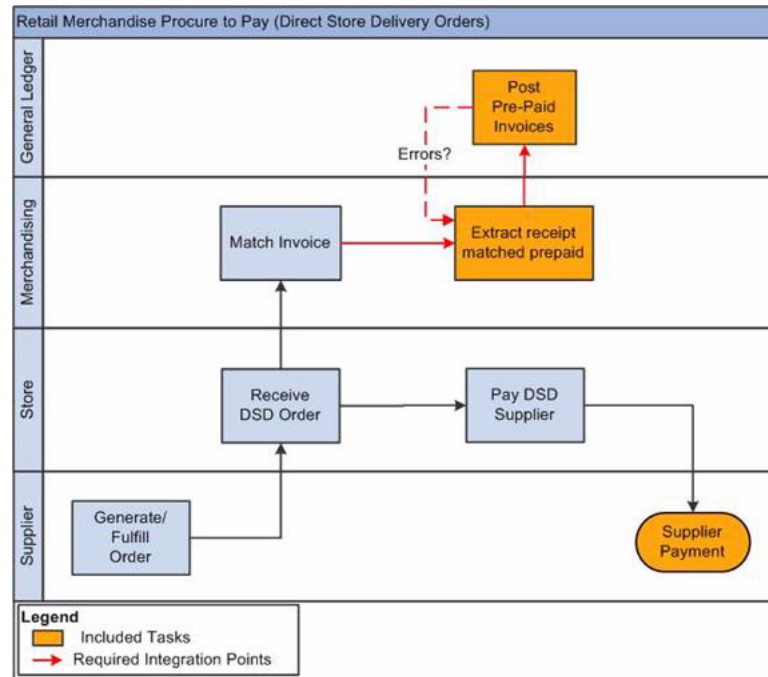 Retail Merchandise Procure to Pay (Direct Store Delivery Orders)
General Ledger
Post
Pre-Paid
Invoices
Errors?
Merchandising
Match Invoice
Extract receipt
matched prepaid
Store
Receive
DSD Order
Pay DSD
Supplier
Supplier
Generate/
Fulfill
Order
Supplier
Payment
Legend
Included Tasks
Required Integration Points